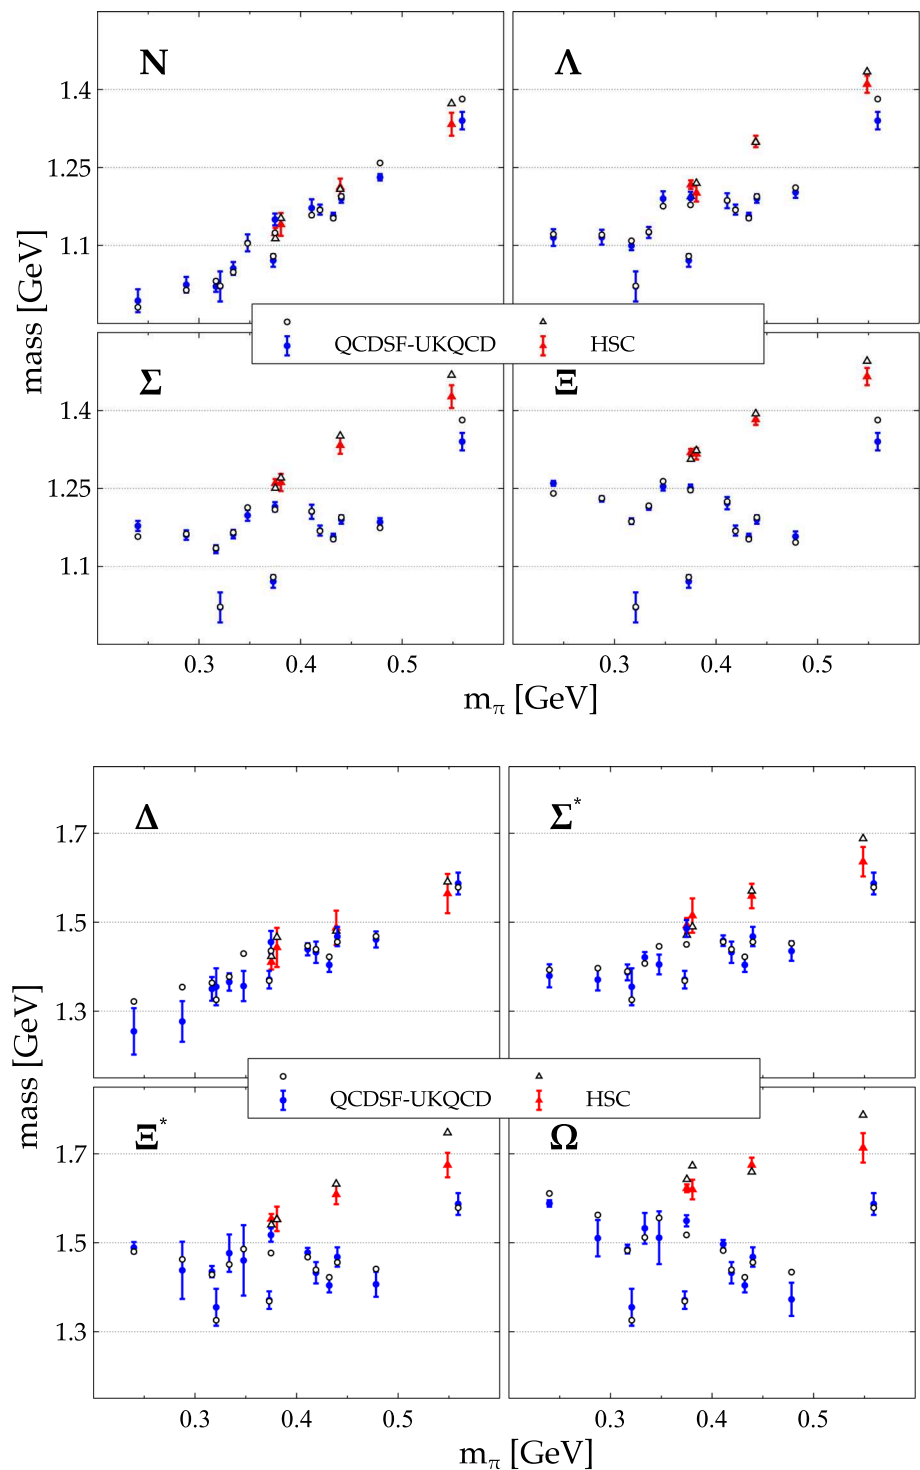 N
Λ
1.4
1.25
1.1
mass [GeV]
QCDSF-UKQCD HSC
Σ
Ξ
1.4
1.25
1.1
0.3 0.4 0.5 0.3 0.4 0.5
m_π [GeV]
Δ
Σ*
1.7
1.5
1.3
mass [GeV]
QCDSF-UKQCD HSC
Ξ*
Ω
1.7
1.5
1.3
0.3 0.4 0.5 0.3 0.4 0.5
m_π [GeV]